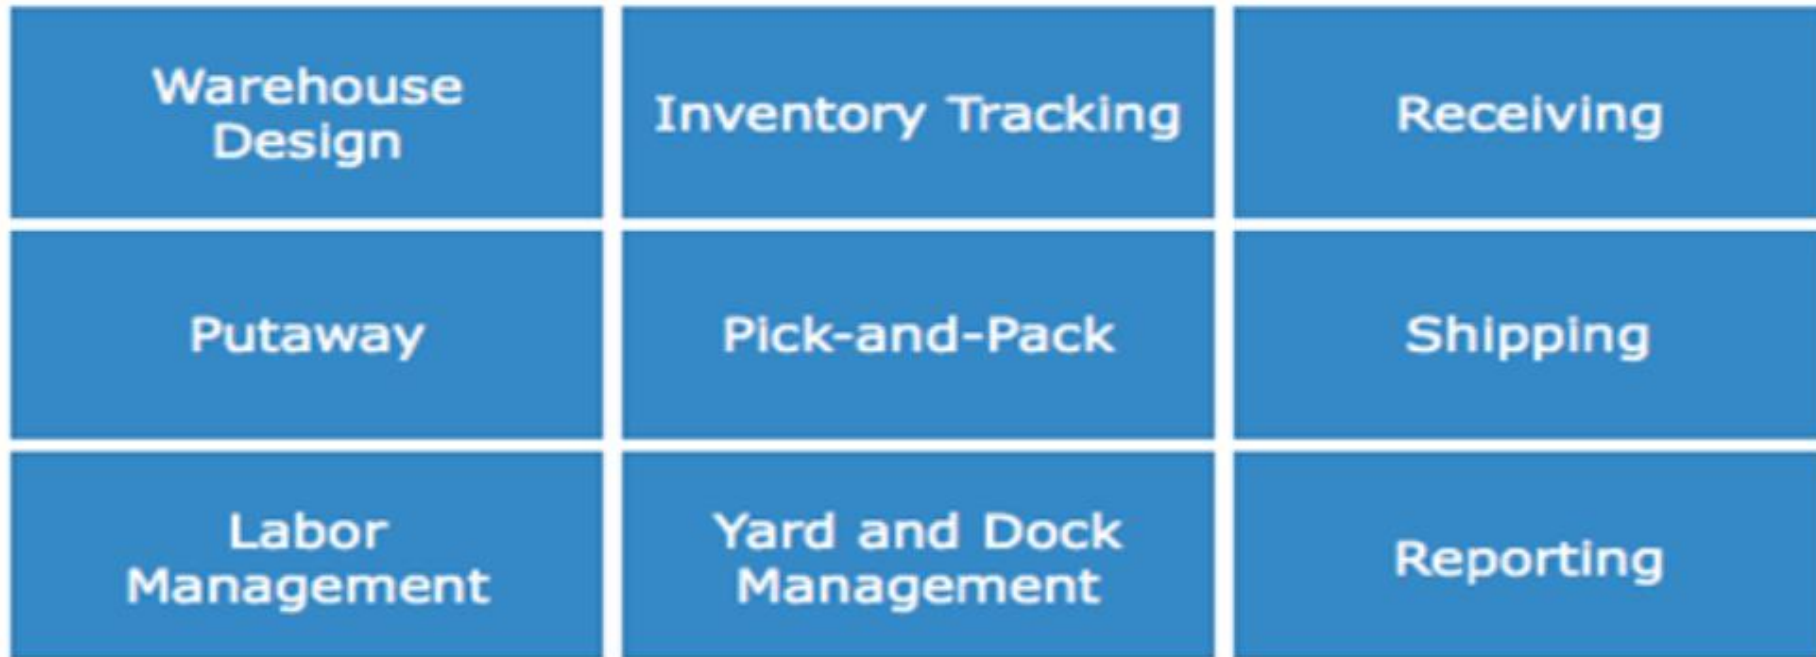 Warehouse
Design
Inventory Tracking
Receiving
Putaway
Pick-and-Pack
Shipping
Labor
Management
Yard and Dock
Management
Reporting